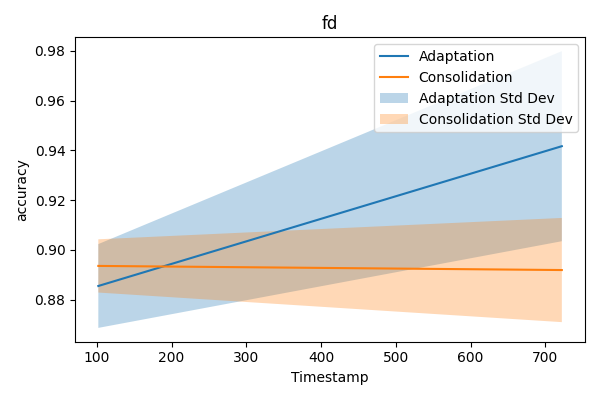 fd
0.98
0.96
0.94
0.92
0.90
0.88
accuracy
Adaptation
Consolidation
Adaptation Std Dev
Consolidation Std Dev
100
200
300
400
500
600
700
Timestamp